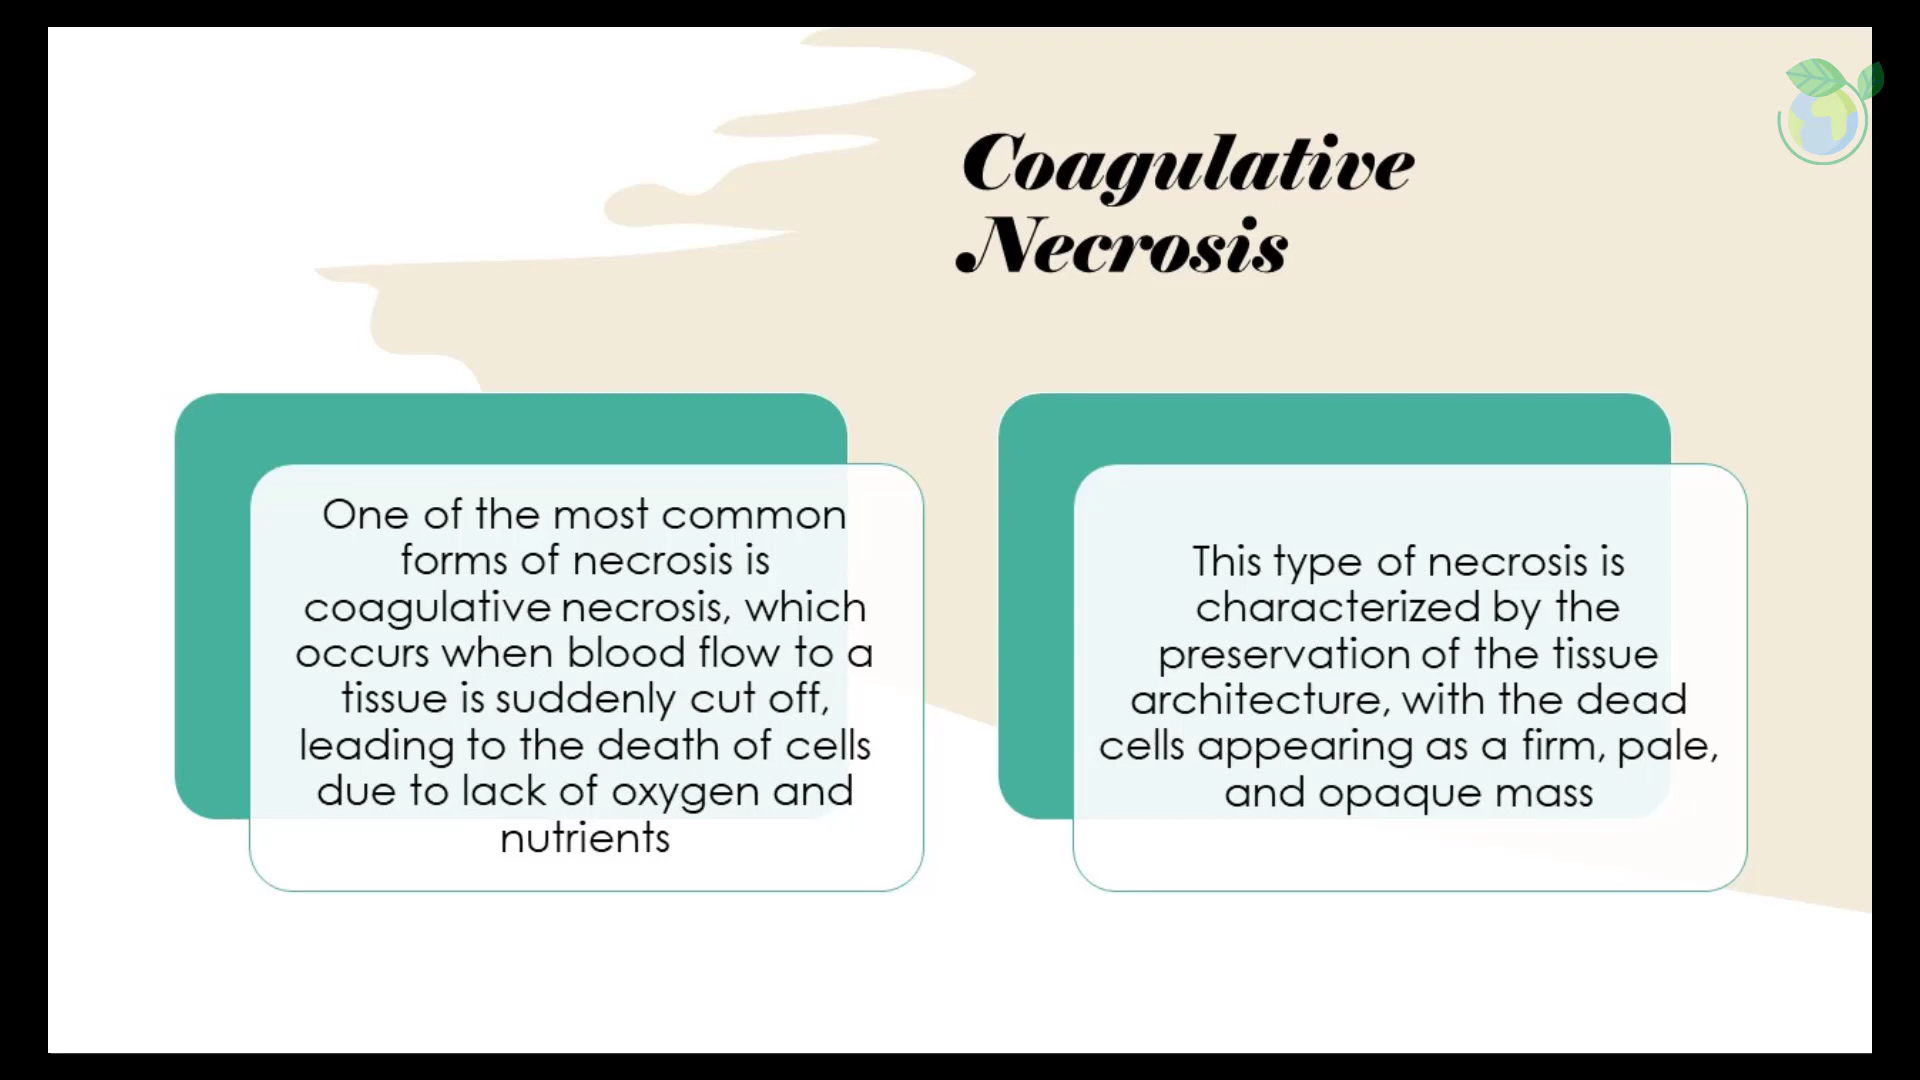 Coagulative
Necrosis
One of the most common
forms of necrosis is
coagulative necrosis, which
occurs when blood flow to a
tissue is suddenly cut off,
leading to the death of cells
due to lack of oxygen and
nutrients
This type of necrosis is
characterized by the
preservation of the tissue
architecture, with the dead
cells appearing as a firm, pale,
and opaque mass